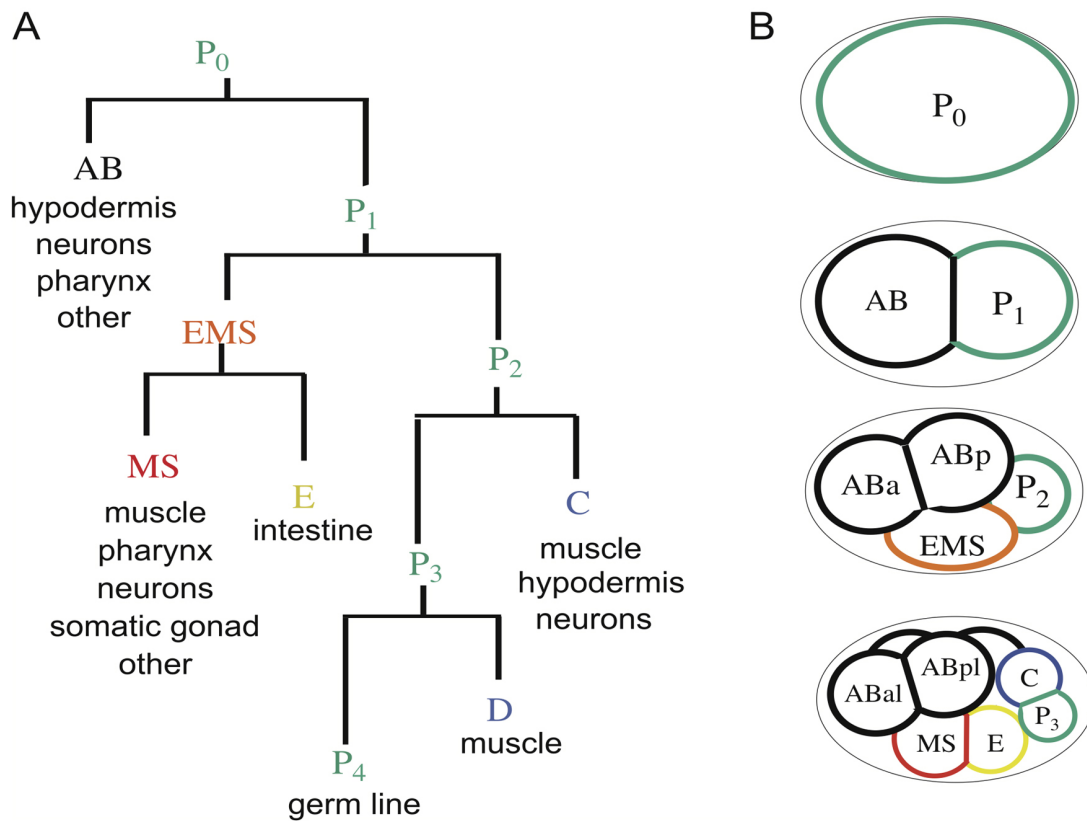 A
P₀
AB
hypodermis
neurons
pharynx
other
P₁
EMS
P₂
MS
muscle
pharynx
neurons
somatic gonad
other
E
intestine
C
muscle
hypodermis
neurons
P₃
D
muscle
P₄
germ line
B
P₀
AB
P₁
ABa
ABp
P₂
EMS
ABal
ABpl
C
P₃
MS
E